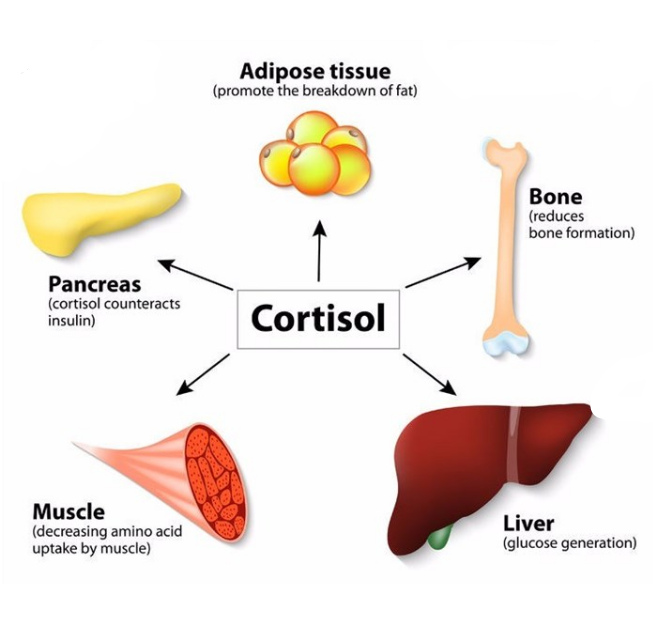 Adipose tissue
(promote the breakdown of fat)
Bone
(reduces
bone formation)
Pancreas
(cortisol counteracts
insulin)
Cortisol
Muscle
(decreasing amino acid
uptake by muscle)
Liver
(glucose generation)